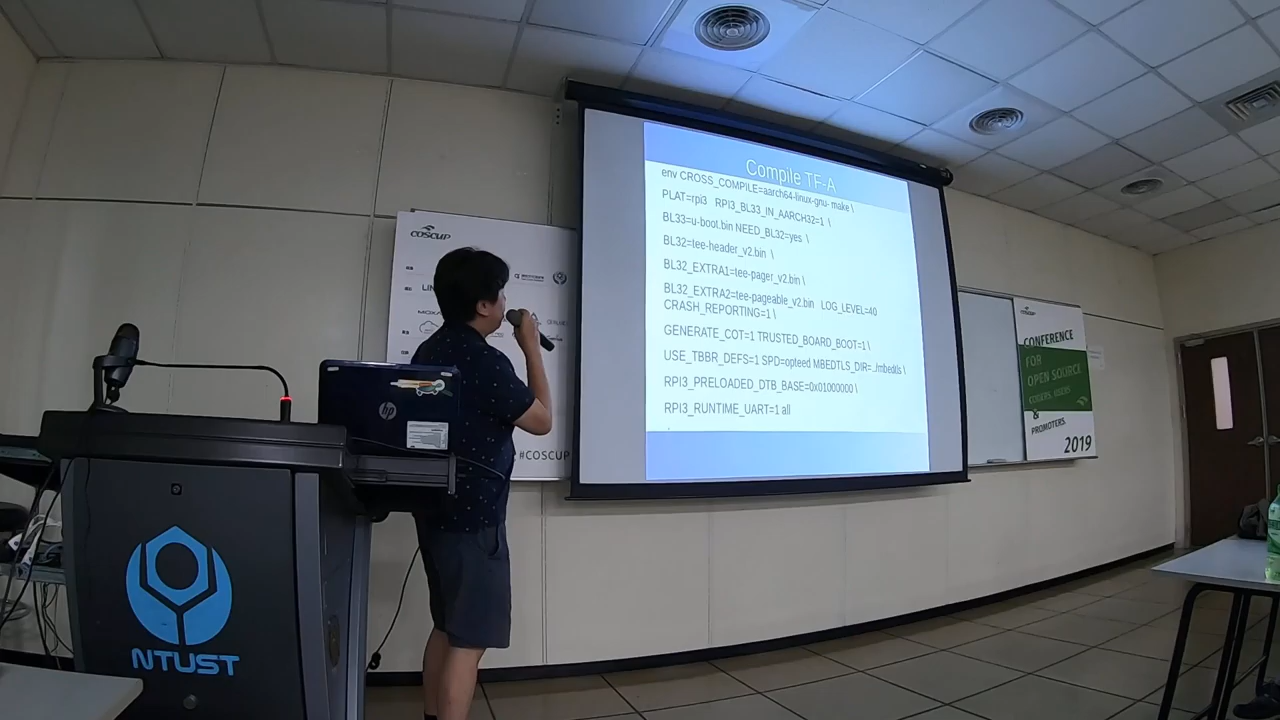 Compile TF-A
env CROSS_COMPILE=aarch64-linux-gnu- make \
PLAT=rpi3 RPI3_BL33_IN_AARCH32=1 \
BL33=u-boot.bin NEED_BL32=yes \
BL32=tee-header_v2.bin \
BL32_EXTRA1=tee-pager_v2.bin \
BL32_EXTRA2=tee-pageable_v2.bin LOG_LEVEL=40
CRASH_REPORTING=1 \
GENERATE_COT=1 TRUSTED_BOARD_BOOT=1 \
USE_TBBR_DEFS=1 SPD=opteed MBEDTLS_DIR=../mbedtls \
RPI3_PRELOADED_DTB_BASE=0x01000000 \
RPI3_RUNTIME_UART=1 all
COSCUP
#COSCUP
hp
NTUST
CONFERENCE
FOR
OPEN SOURCE
CODERS, USERS
&
PROMOTERS.
2019